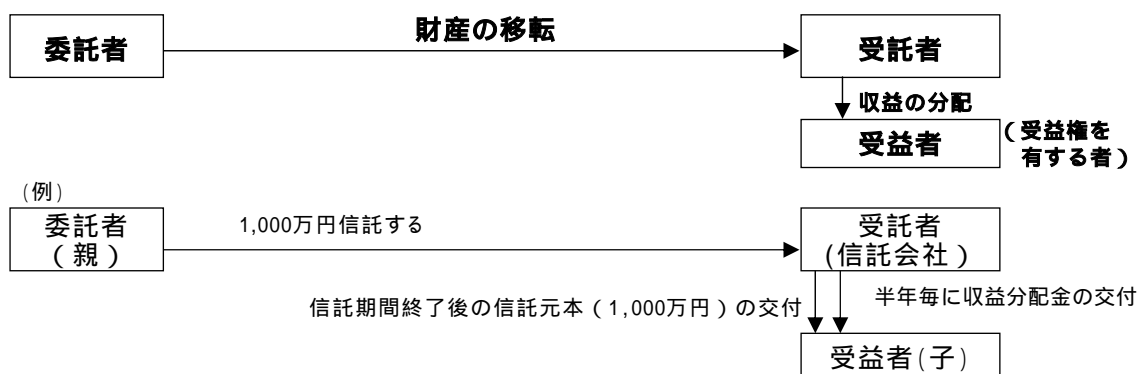 委託者
財産の移転
受託者
収益の分配
受益者
（受益権を
有する者）
(例)
委託者
（親）
1,000万円信託する
受託者
(信託会社）
信託期間終了後の信託元本（1,000万円）の交付
半年毎に収益分配金の交付
受益者(子)